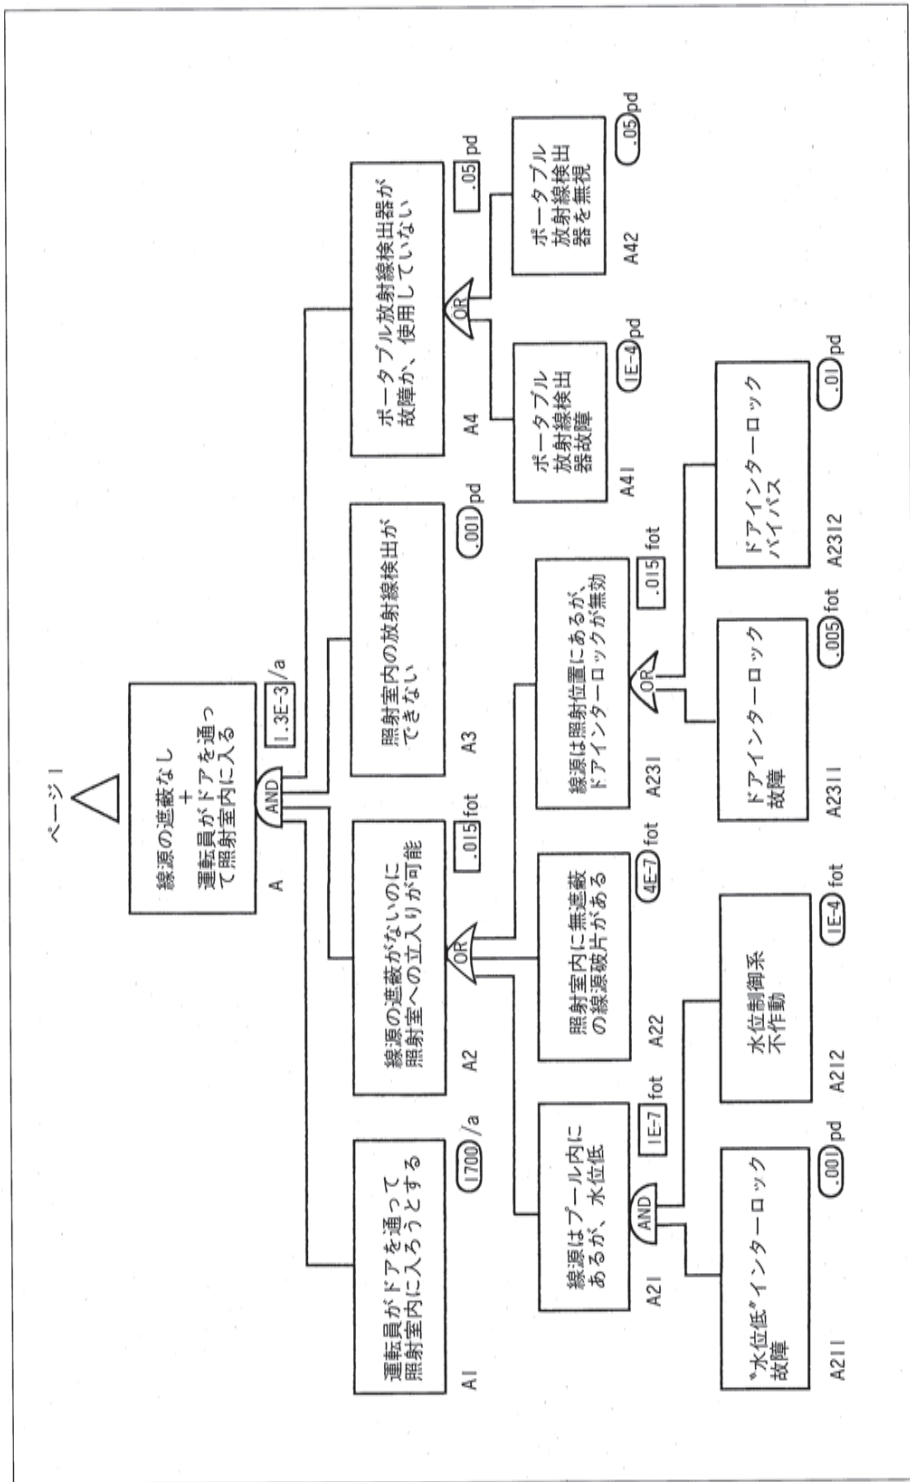 ページ 1
線源の遮蔽なし
+
運転員がドアを通っ
て照射室内に入る
A
1.3E-3 /a
AND
運転員がドアを通って
照射室内に入ろうとする
A1
1700 /a
線源の遮蔽がないのに
照射室への立入りが可能
A2
.015 fot
OR
照射室内の放射線検出が
できない
A3
.001 pd
ポータブル放射線検出器が
故障か、使用していない
A4
.05 pd
OR
線源はプール内に
あるが、水位低
A21
1E-7 fot
AND
照射室内に無遮蔽
の線源破片がある
A22
4E-7 fot
線源は照射位置にあるが、
ドアインターロックが無効
A231
.015 fot
OR
ポータブル
放射線検出
器故障
A41
1E-4 pd
ポータブル
放射線検出
器を無視
A42
.05 pd
〝水位低〞インターロック
故障
A211
.001 pd
水位制御系
不作動
A212
1E-4 fot
ドアインターロック
故障
A2311
.005 fot
ドアインターロック
バイパス
A2312
.01 pd